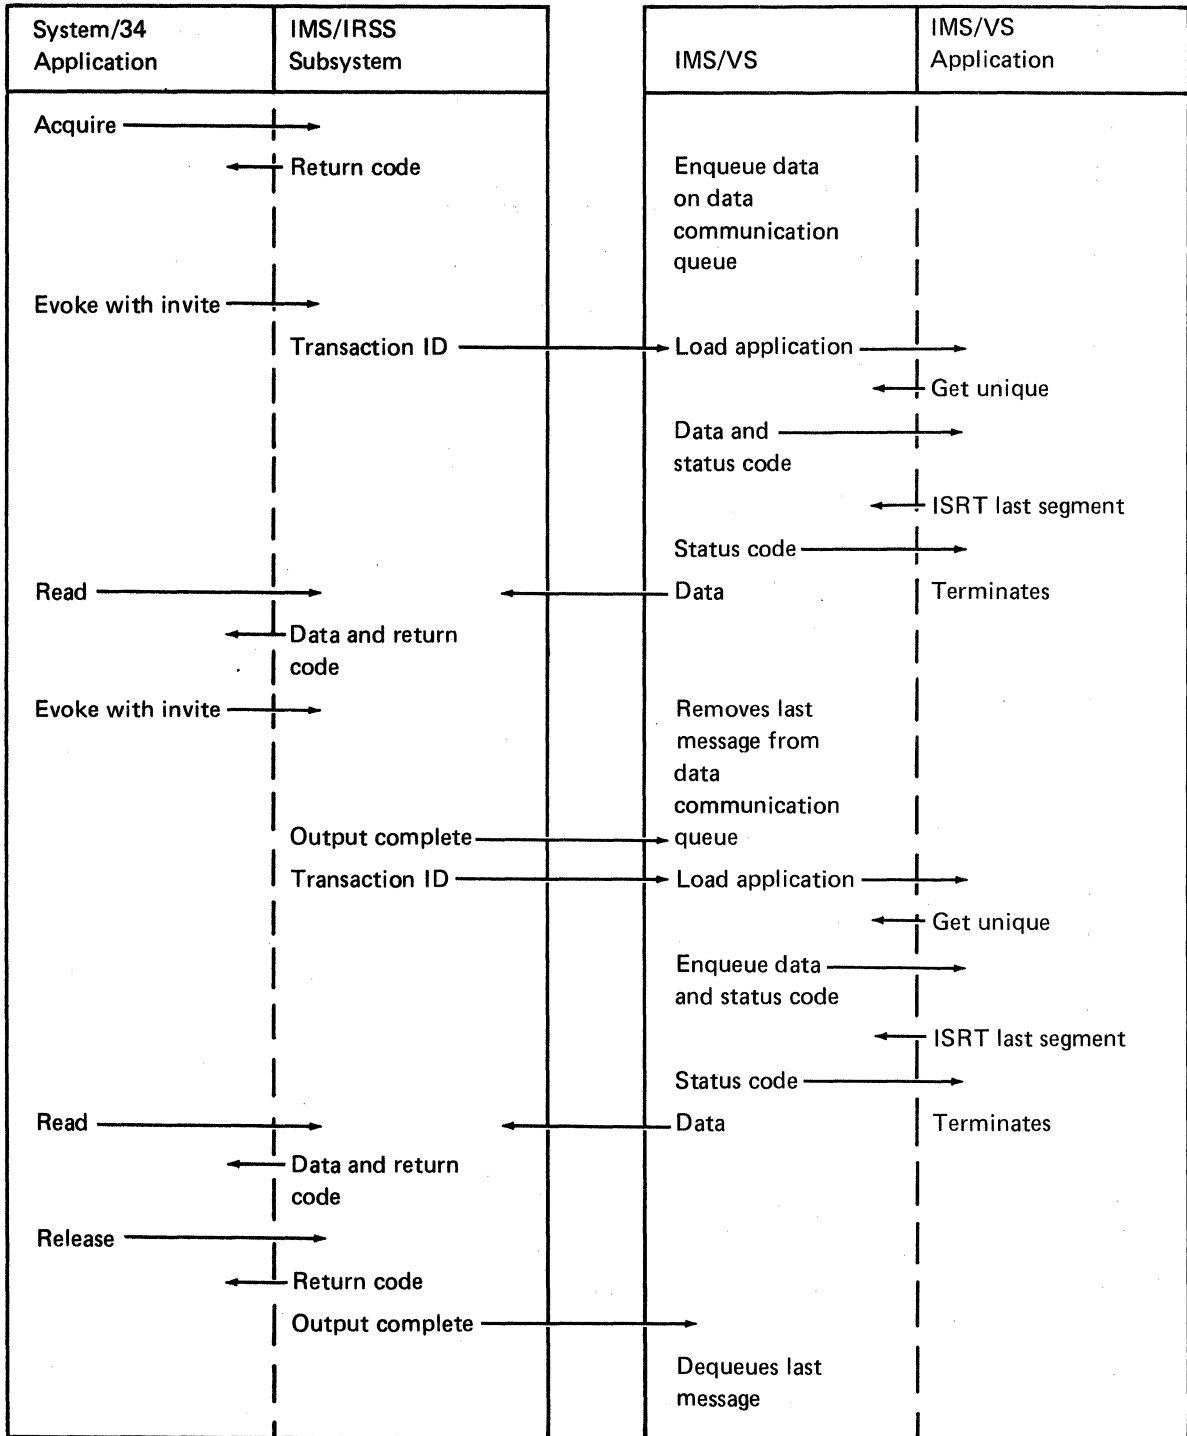 System/34
Application
IMS/IRSS
Subsystem
IMS/VS
IMS/VS
Application
Acquire
Return code
Enqueue data
on data
communication
queue
Evoke with invite
Transaction ID
Load application
Get unique
Data and
status code
ISRT last segment
Status code
Read
Data
Terminates
Data and return
code
Evoke with invite
Removes last
message from
data
communication
queue
Output complete
Transaction ID
Load application
Get unique
Enqueue data
and status code
ISRT last segment
Status code
Read
Data
Terminates
Data and return
code
Release
Return code
Output complete
Dequeues last
message